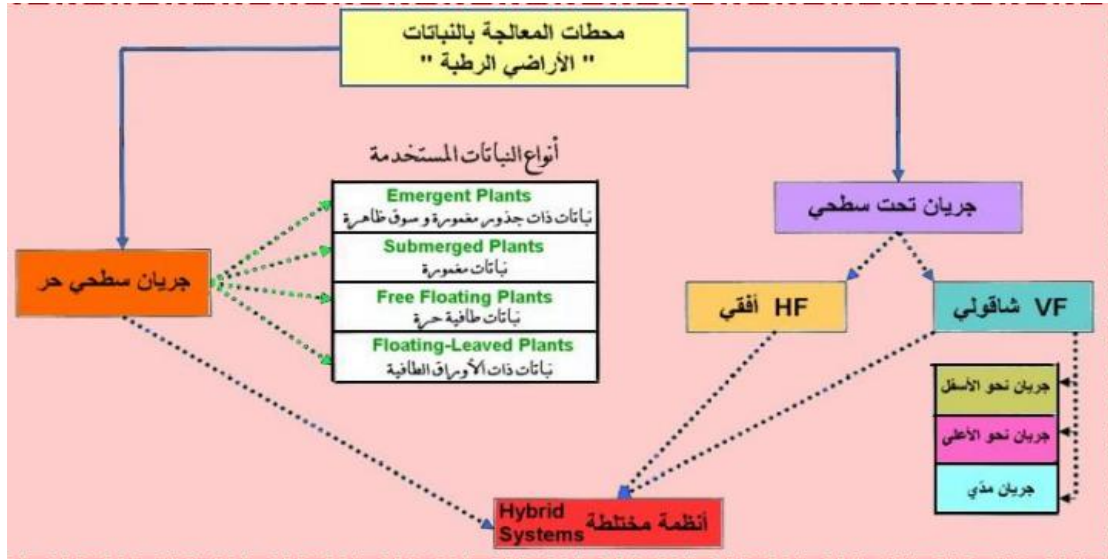 محطات المعالجة بالنباتات
" الأراضي الرطبة "
أنواع النباتات المستخدمة
Emergent Plants
نباتات ذات جذور مغمورة و سوق ظاهرة
Submerged Plants
نباتات مغمورة
Free Floating Plants
نباتات طافية حرة
Floating-Leaved Plants
نباتات ذات الأوراق الطافية
جريان تحت سطحي
جريان سطحي حر
HF أفقي
VF شاقولي
جريان نحو الأسفل
جريان نحو الأعلى
جريان مدّي
أنظمة مختلطة Hybrid
Systems